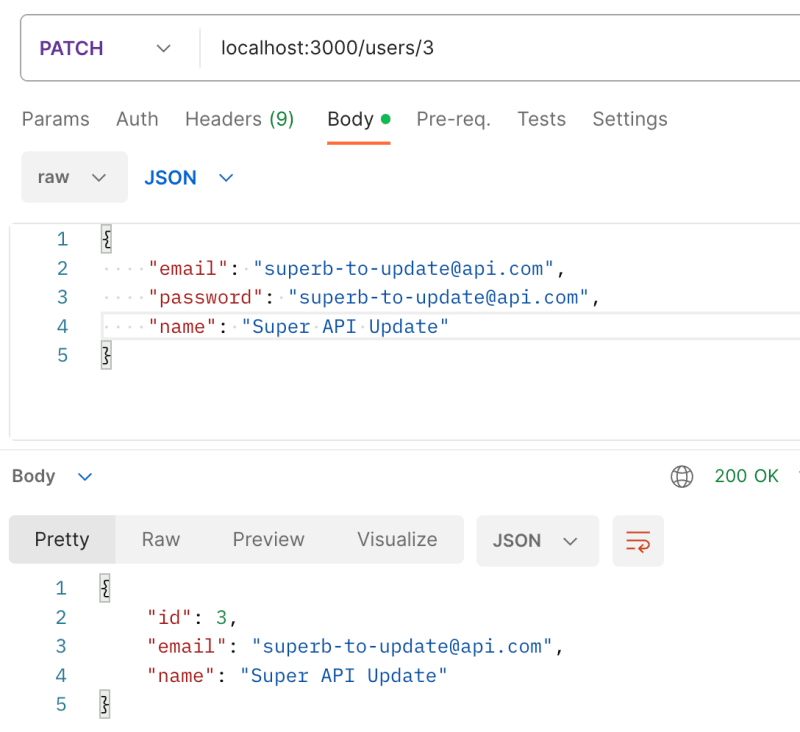 PATCH localhost:3000/users/3
Params Auth Headers (9) Body Pre-req. Tests Settings
raw JSON
1 {
2 "email": "superb-to-update@api.com",
3 "password": "superb-to-update@api.com",
4 "name": "Super API Update"
5 }
Body 200 OK
Pretty Raw Preview Visualize JSON
1 {
2 "id": 3,
3 "email": "superb-to-update@api.com",
4 "name": "Super API Update"
5 }